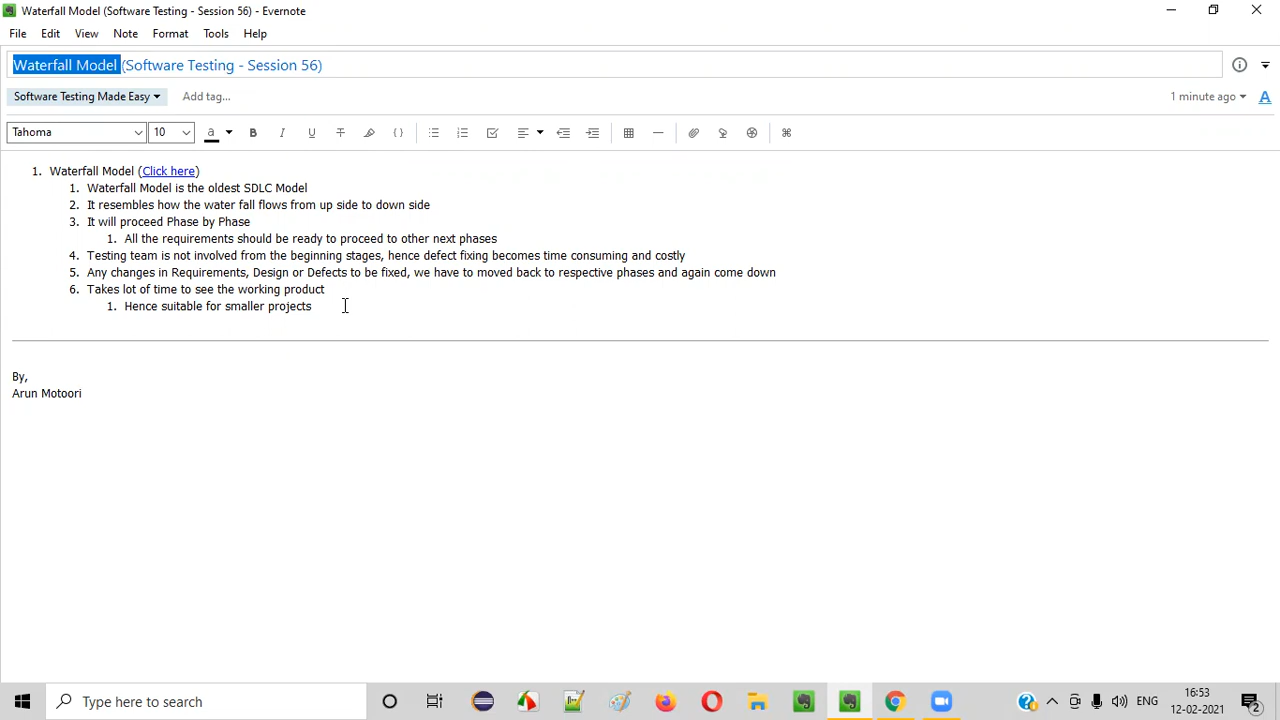 Waterfall Model (Software Testing - Session 56) - Evernote
File Edit View Note Format Tools Help
Waterfall Model (Software Testing - Session 56)
Software Testing Made Easy Add tag... 1 minute ago
Tahoma 10 a B I U T
1. Waterfall Model (Click here)
1. Waterfall Model is the oldest SDLC Model
2. It resembles how the water fall flows from up side to down side
3. It will proceed Phase by Phase
1. All the requirements should be ready to proceed to other next phases
4. Testing team is not involved from the beginning stages, hence defect fixing becomes time consuming and costly
5. Any changes in Requirements, Design or Defects to be fixed, we have to moved back to respective phases and again come down
6. Takes lot of time to see the working product
1. Hence suitable for smaller projects
By,
Arun Motoori
Type here to search ENG 16:53
12-02-2021 2